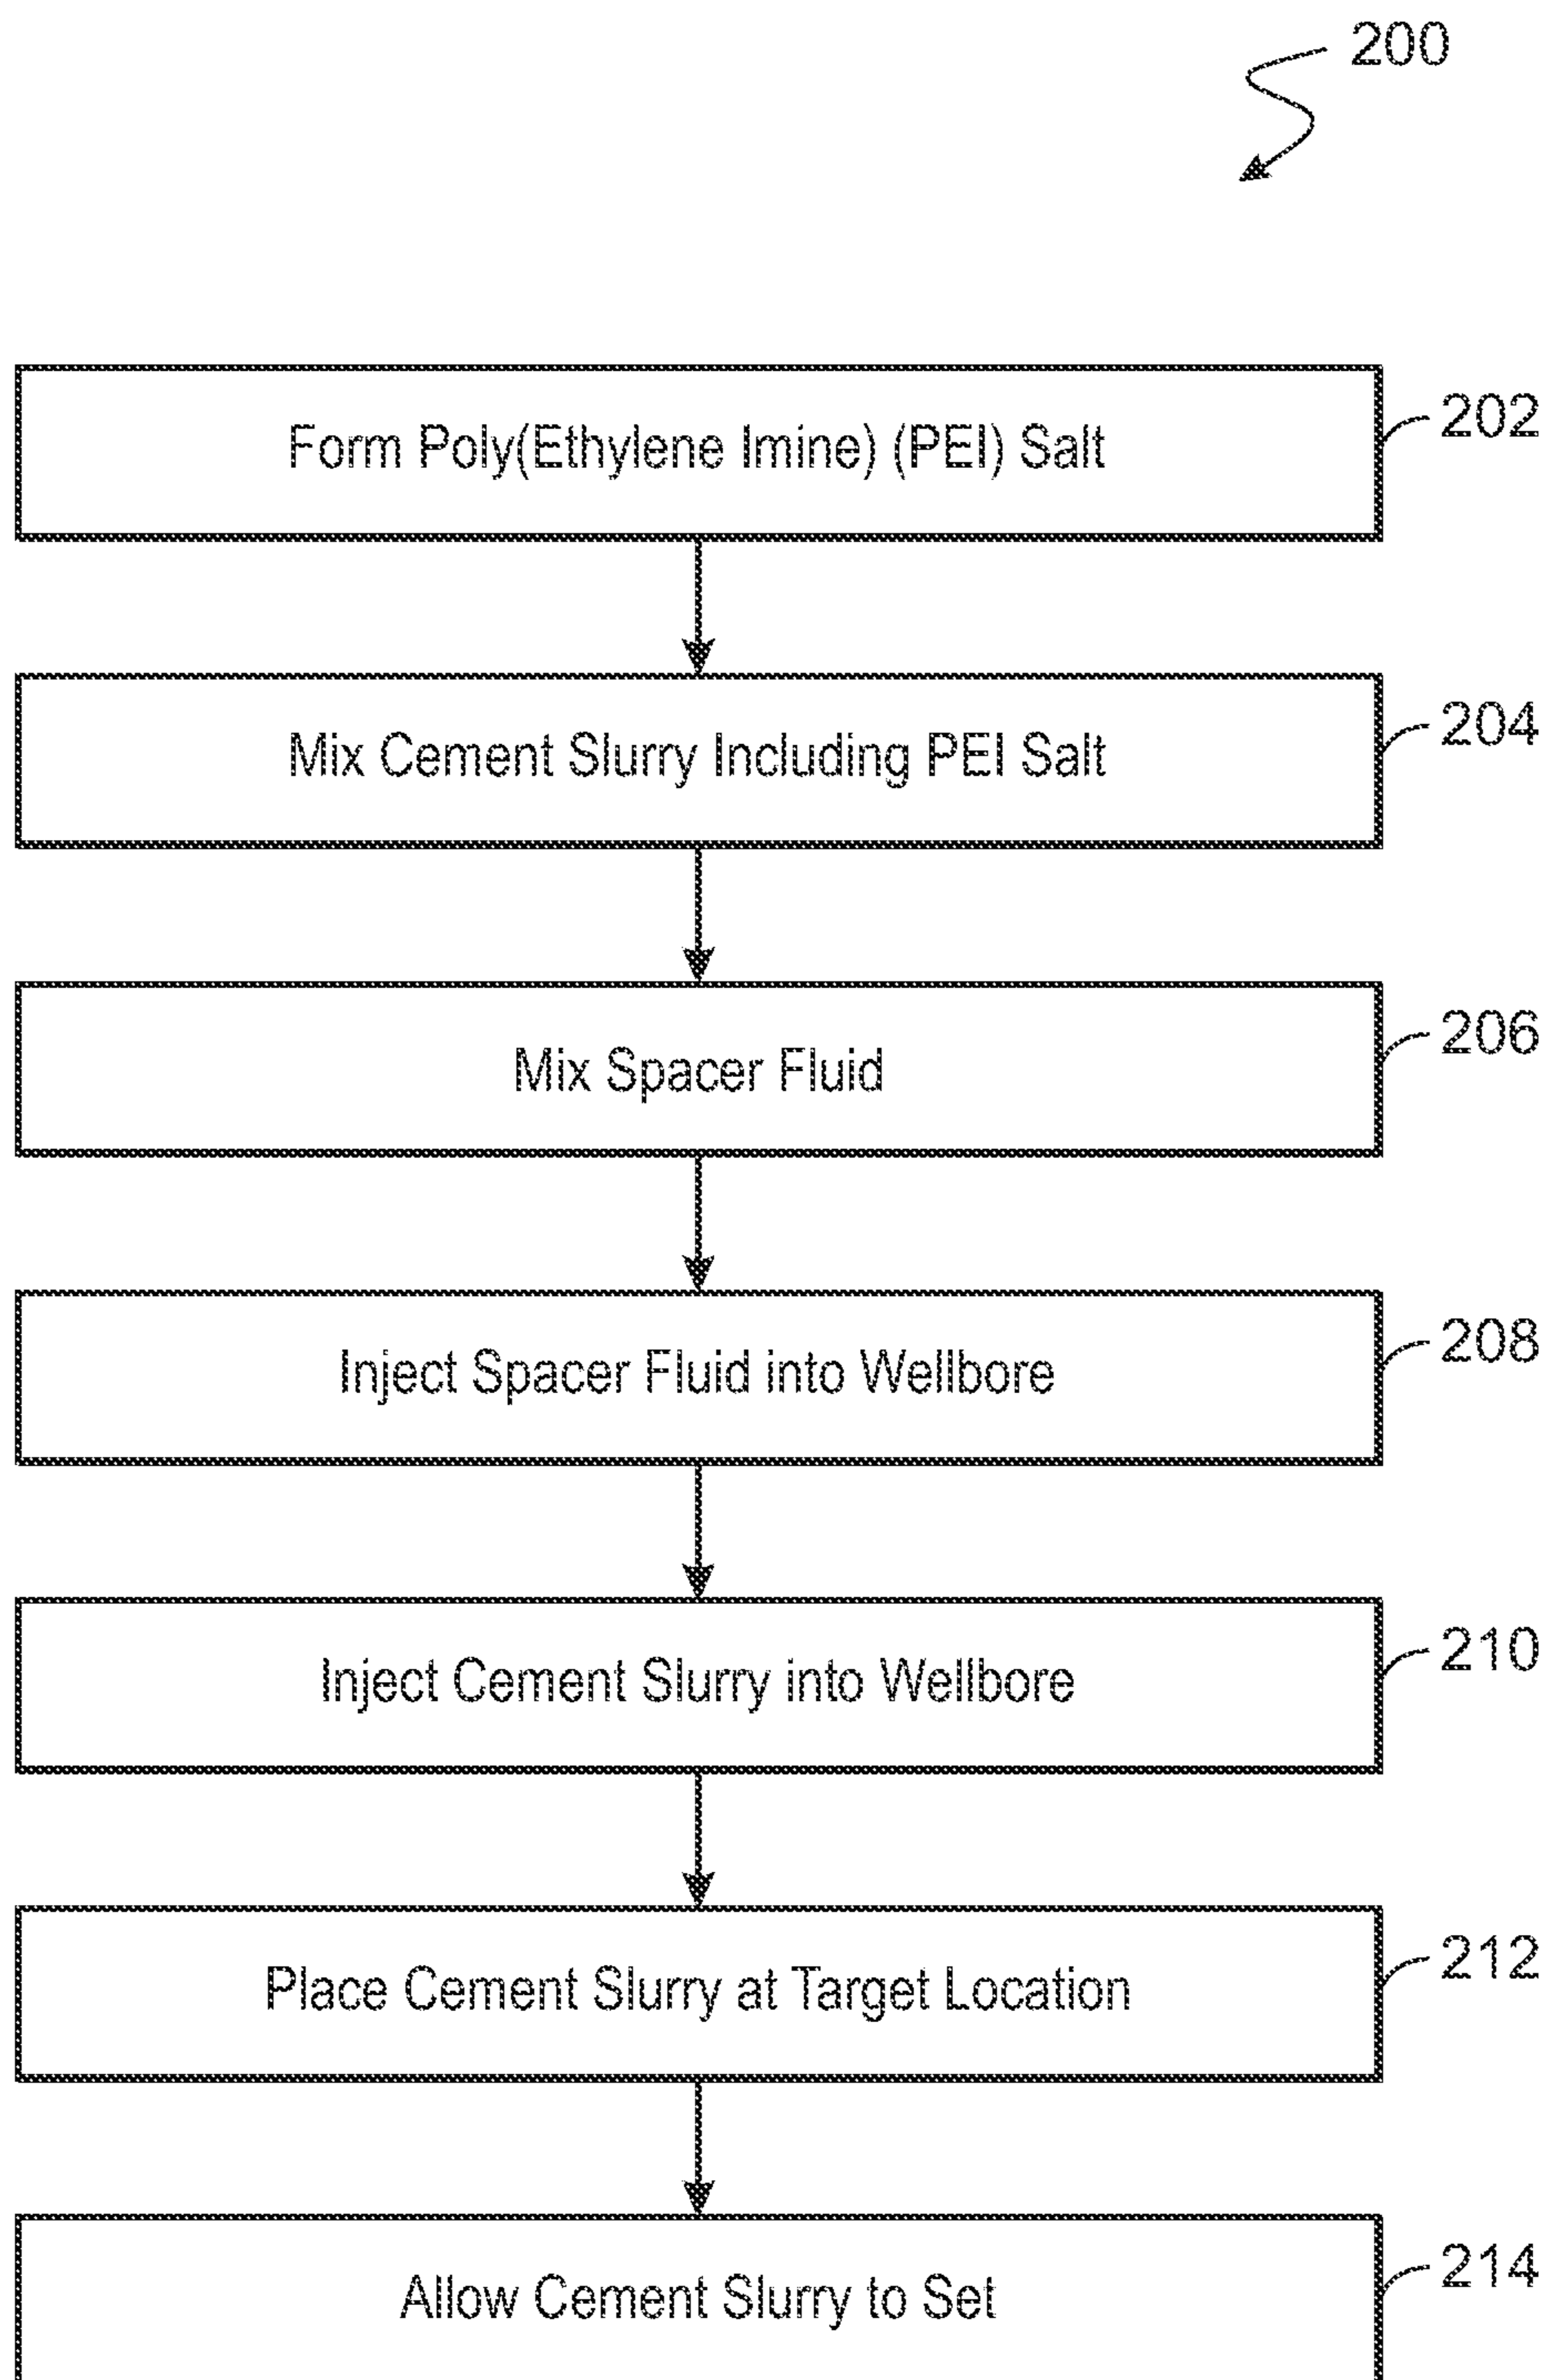 200
Form Poly(Ethylene Imine) (PEI) Salt
202
Mix Cement Slurry Including PEI Salt
204
Mix Spacer Fluid
206
Inject Spacer Fluid into Wellbore
208
Inject Cement Slurry into Wellbore
210
Place Cement Slurry at Target Location
212
Allow Cement Slurry to Set
214